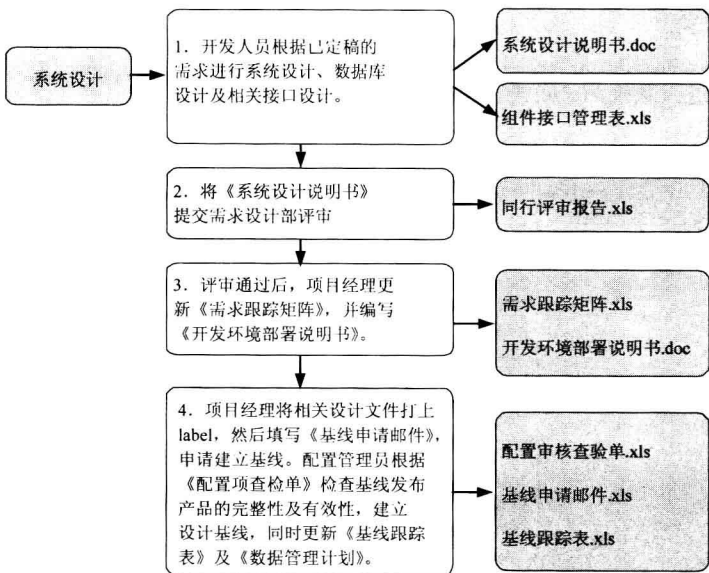 系统设计
1. 开发人员根据已定稿的
需求进行系统设计、数据库
设计及相关接口设计。
系统设计说明书.doc
组件接口管理表.xls
2. 将《系统设计说明书》
提交需求设计部评审
同行评审报告.xls
3. 评审通过后，项目经理更
新《需求跟踪矩阵》，并编写
《开发环境部署说明书》。
需求跟踪矩阵.xls
开发环境部署说明书.doc
4. 项目经理将相关设计文件打上
label，然后填写《基线申请邮件》，
申请建立基线。配置管理员根据
《配置项查检单》检查基线发布
产品的完整性及有效性，建立
设计基线，同时更新《基线跟踪
表》及《数据管理计划》。
配置审核查验单.xls
基线申请邮件.xls
基线跟踪表.xls